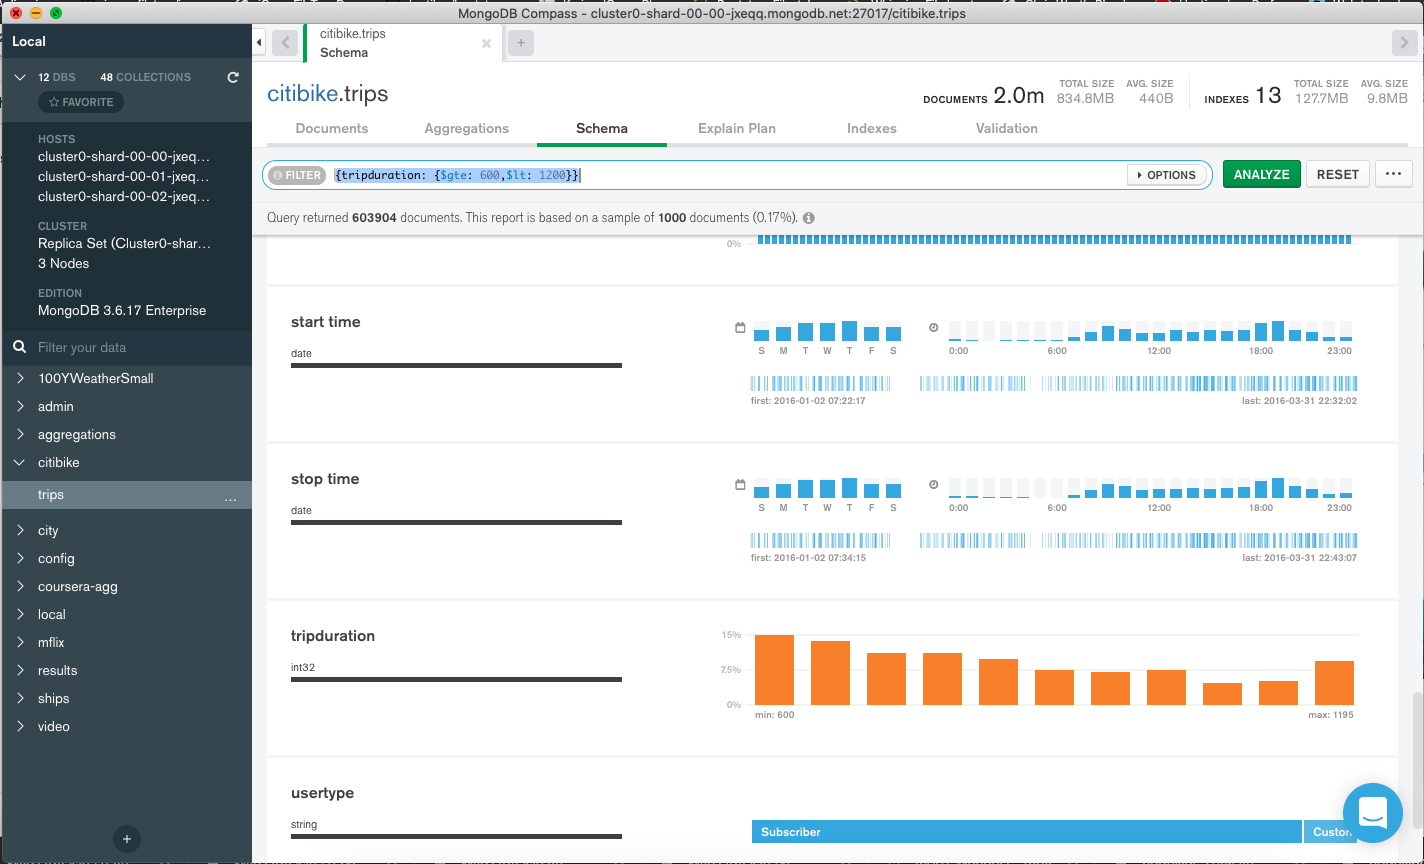 MongoDB Compass - cluster0-shard-00-00-jxeqq.mongodb.net:27017/citibike.trips
Local
12 DBS 48 COLLECTIONS
FAVORITE
HOSTS
cluster0-shard-00-00-jxeq...
cluster0-shard-00-01-jxeq...
cluster0-shard-00-02-jxeq...
CLUSTER
Replica Set (Cluster0-shar...
3 Nodes
EDITION
MongoDB 3.6.17 Enterprise
Filter your data
100YWeatherSmall
admin
aggregations
citibike
trips ...
city
config
coursera-agg
local
mflix
results
ships
video
+
citibike.trips
Schema
+
citibike.trips
DOCUMENTS 2.0m
TOTAL SIZE
834.8MB
AVG. SIZE
440B
INDEXES 13
TOTAL SIZE
127.7MB
AVG. SIZE
9.8MB
Documents Aggregations Schema Explain Plan Indexes Validation
FILTER {tripduration: {$gte: 600,$lt: 1200}} OPTIONS ANALYZE RESET ...
Query returned 603904 documents. This report is based on a sample of 1000 documents (0.17%).
0%
start time
date
S M T W T F S
0:00 6:00 12:00 18:00 23:00
first: 2016-01-02 07:22:17
last: 2016-03-31 22:32:02
stop time
date
S M T W T F S
0:00 6:00 12:00 18:00 23:00
first: 2016-01-02 07:34:15
last: 2016-03-31 22:43:07
tripduration
int32
15%
7.5%
0%
min: 600
max: 1195
usertype
string
Subscriber